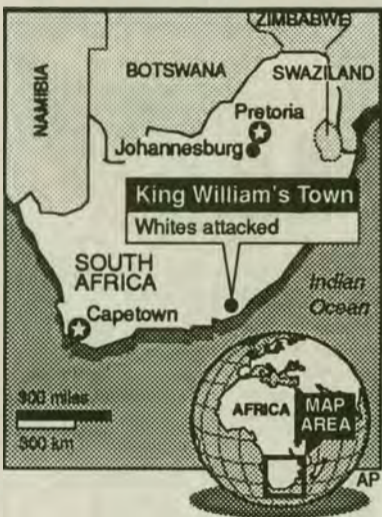 ZIMBABWE
BOTSWANA
SWAZILAND
NAMIBIA
Pretoria
Johannesburg
King William's Town
Whites attacked
SOUTH
AFRICA
Indian
Ocean
Capetown
300 miles
300 km
AFRICA
MAP
AREA
AP